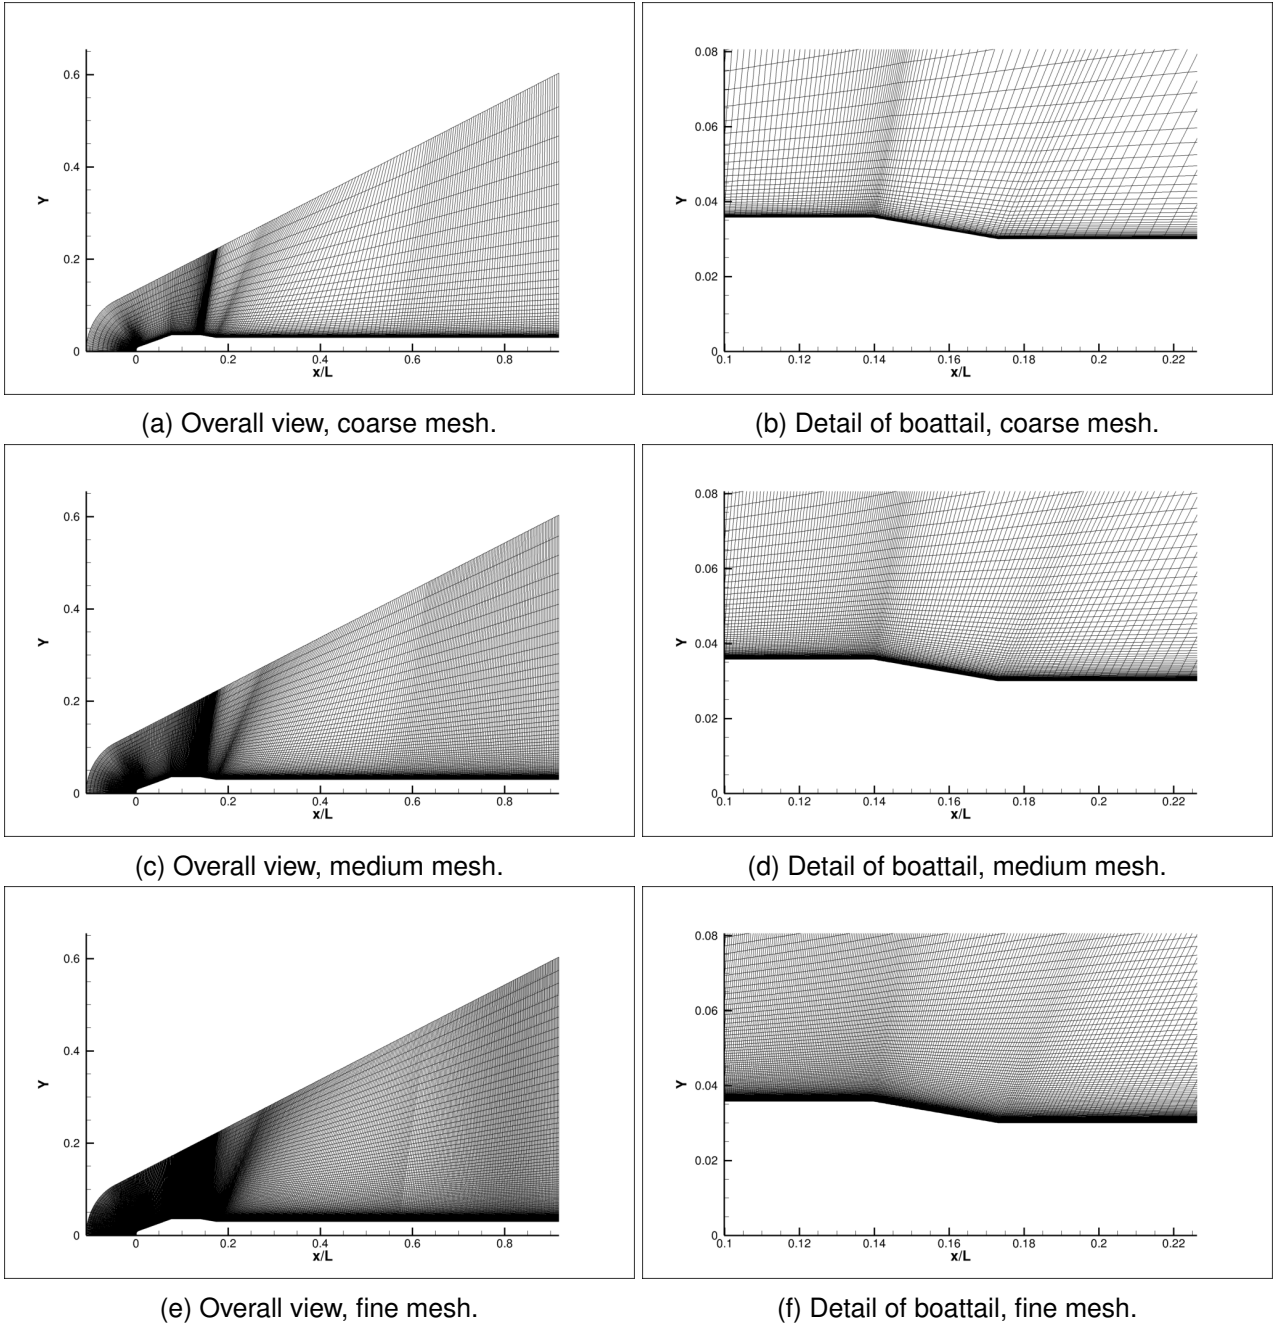 0.6
0.4
Y
0.2
0
0 0.2 0.4 0.6 0.8
x/L
0.08
0.06
Y
0.04
0.02
0
0.1 0.12 0.14 0.16 0.18 0.2 0.22
x/L
(a) Overall view, coarse mesh.
(b) Detail of boattail, coarse mesh.
0.6
0.4
Y
0.2
0
0 0.2 0.4 0.6 0.8
x/L
0.08
0.06
Y
0.04
0.02
0
0.1 0.12 0.14 0.16 0.18 0.2 0.22
x/L
(c) Overall view, medium mesh.
(d) Detail of boattail, medium mesh.
0.6
0.4
Y
0.2
0
0 0.2 0.4 0.6 0.8
x/L
0.08
0.06
Y
0.04
0.02
0
0.1 0.12 0.14 0.16 0.18 0.2 0.22
x/L
(e) Overall view, fine mesh.
(f) Detail of boattail, fine mesh.